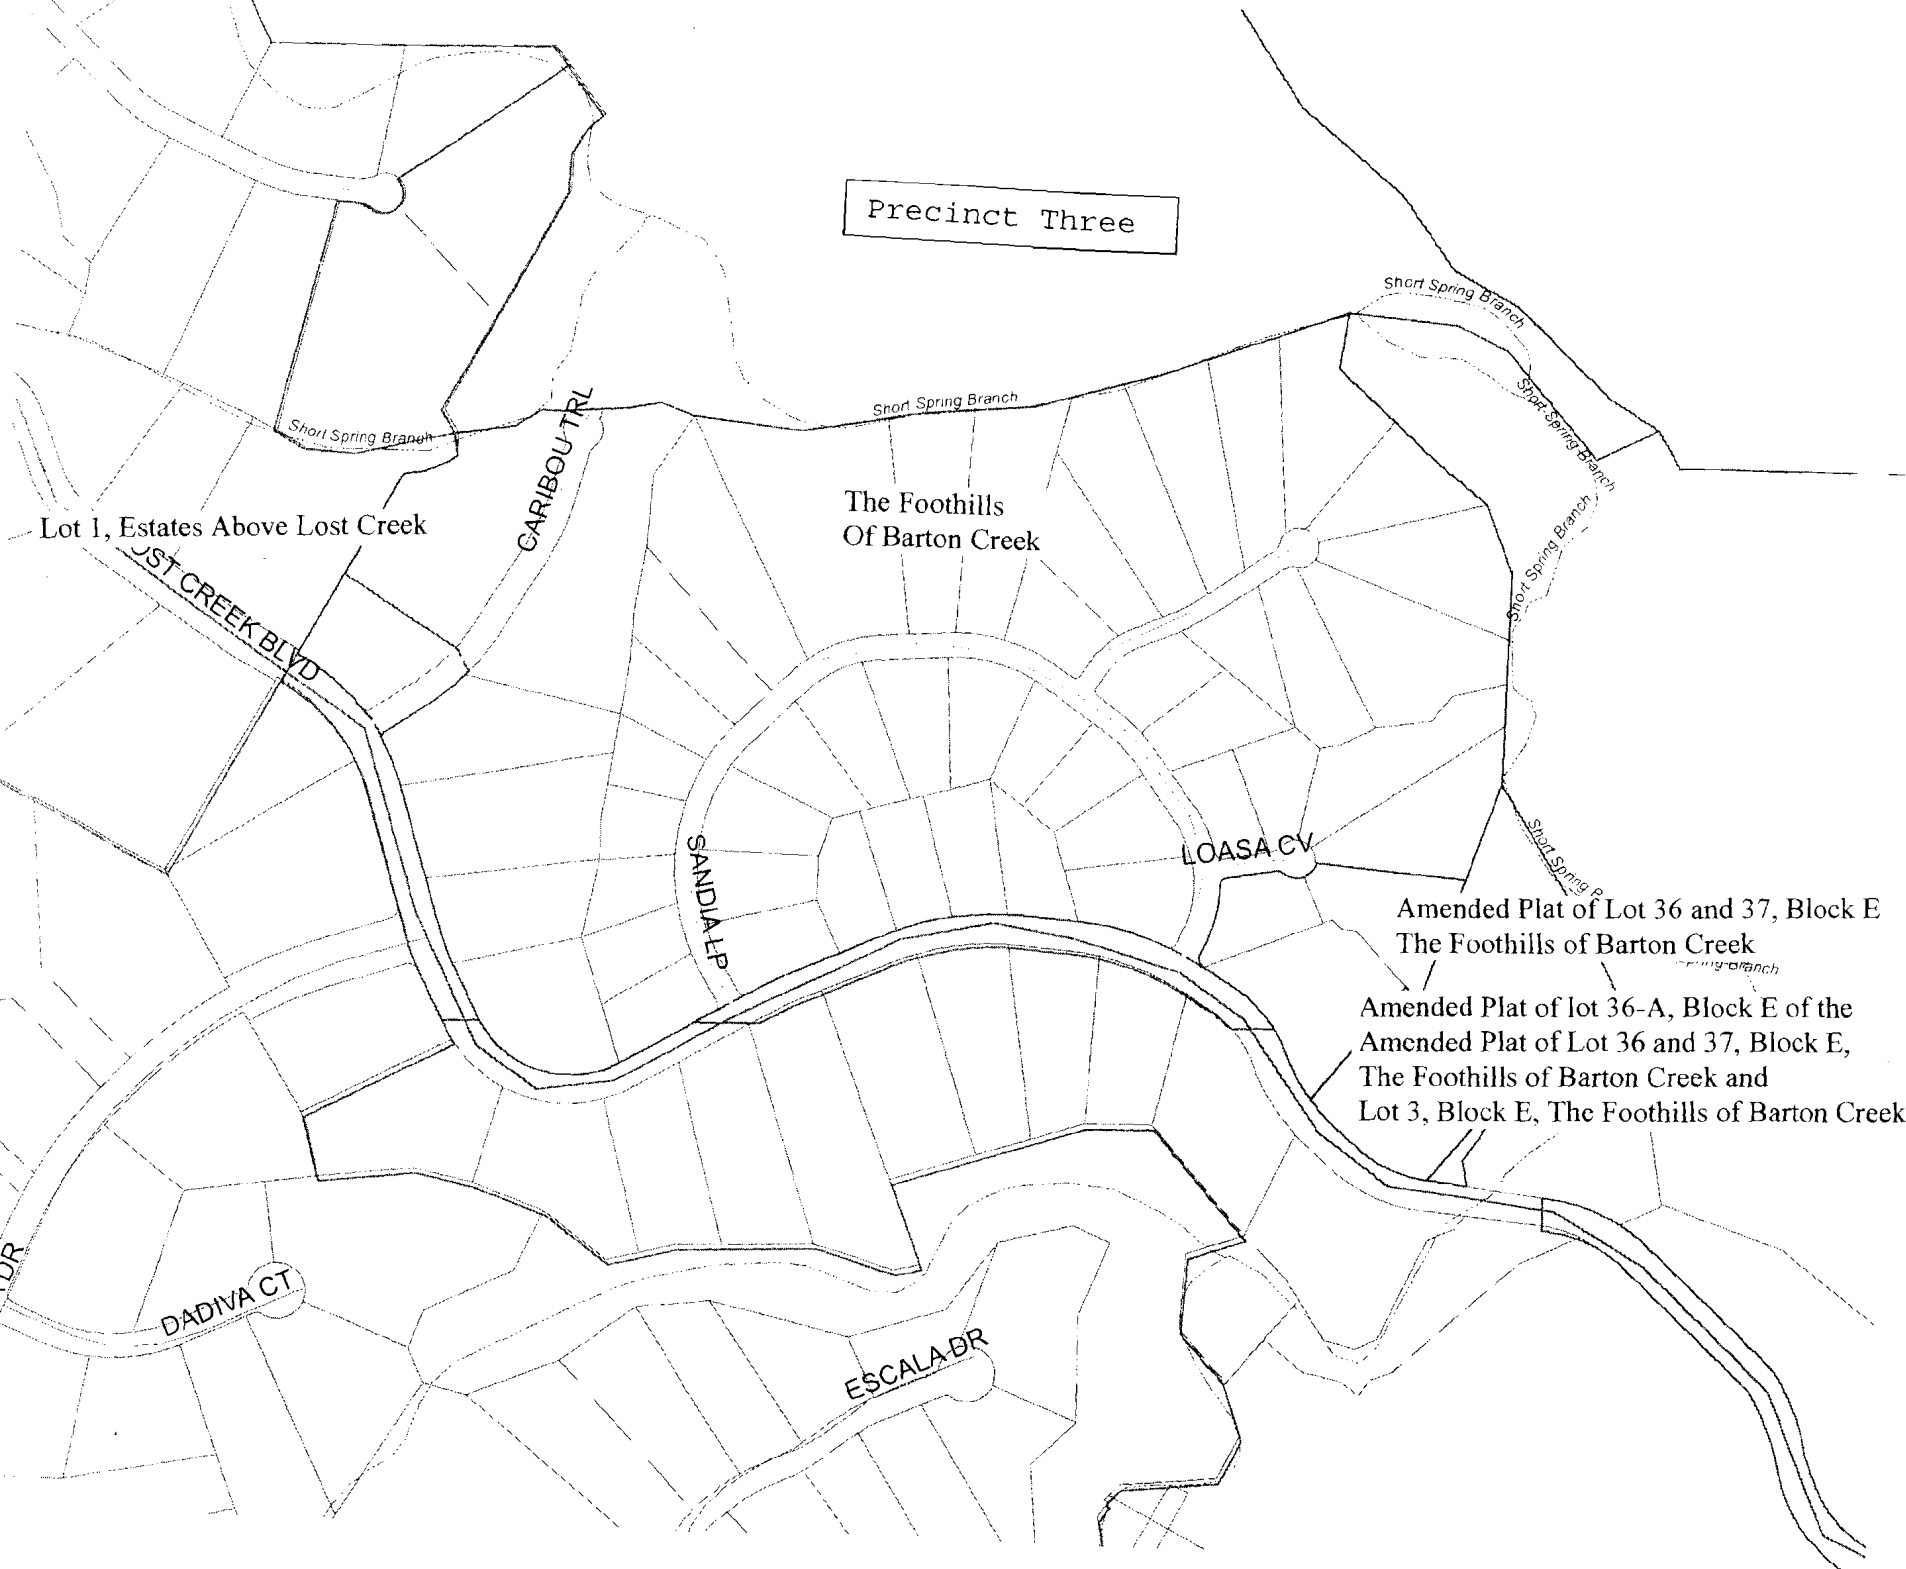 Precinct Three
Short Spring Branch
Short Spring Branch
Short Spring Branch
Short Spring Branch
CARIBOU TRL
Short Spring Branch
The Foothills
Of Barton Creek
Lot 1, Estates Above Lost Creek
OST CREEK BLVD
SANDIA LP
LOASA CV
Short Spring
Amended Plat of Lot 36 and 37, Block E
The Foothills of Barton Creek
Branch
Amended Plat of lot 36-A, Block E of the
Amended Plat of Lot 36 and 37, Block E,
The Foothills of Barton Creek and
Lot 3, Block E, The Foothills of Barton Creek
DR
DADIVA CT
ESCALA DR